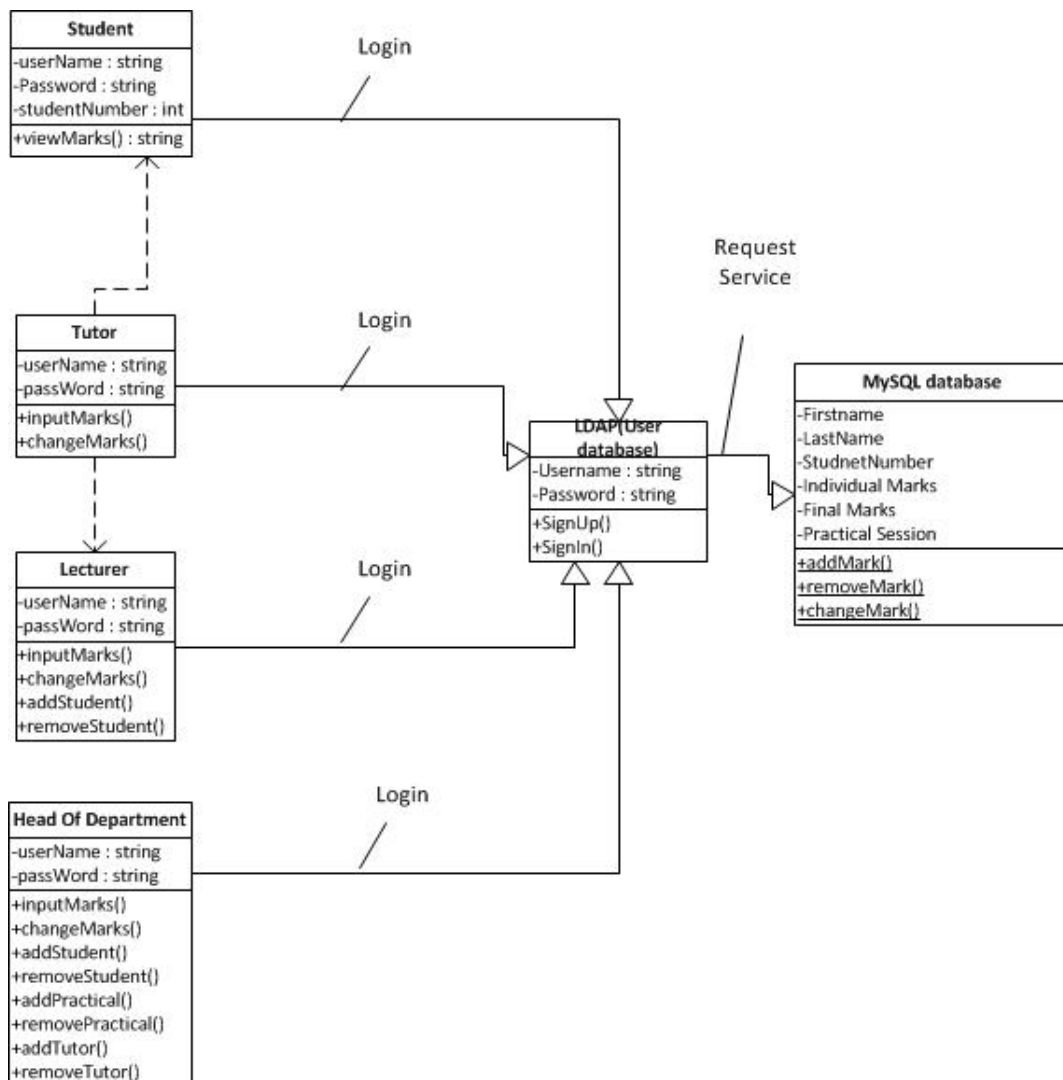 Student
-userName : string
-Password : string
-studentNumber : int
+viewMarks() : string
Login
Tutor
-userName : string
-passWord : string
+inputMarks()
+changeMarks()
Login
Request
Service
LDAP(User
database)
-Username : string
-Password : string
+SignUp()
+SignIn()
MySQL database
-Firstname
-LastName
-StudnetNumber
-Individual Marks
-Final Marks
-Practical Session
+addMark()
+removeMark()
+changeMark()
Lecturer
-userName : string
-passWord : string
+inputMarks()
+changeMarks()
+addStudent()
+removeStudent()
Login
Head Of Department
-userName : string
-passWord : string
+inputMarks()
+changeMarks()
+addStudent()
+removeStudent()
+addPractical()
+removePractical()
+addTutor()
+removeTutor()
Login